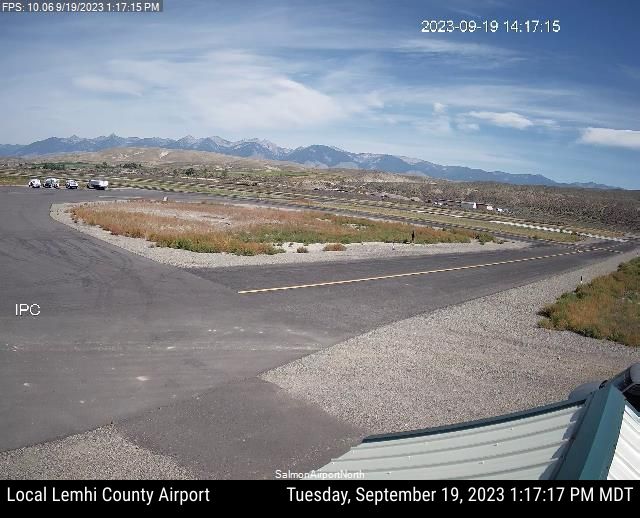 FPS: 10.06 9/19/2023 1:17:15 PM
2023-09-19 14:17:15
IPC
SalmonAirportNorth
Local Lemhi County Airport Tuesday, September 19, 2023 1:17:17 PM MDT